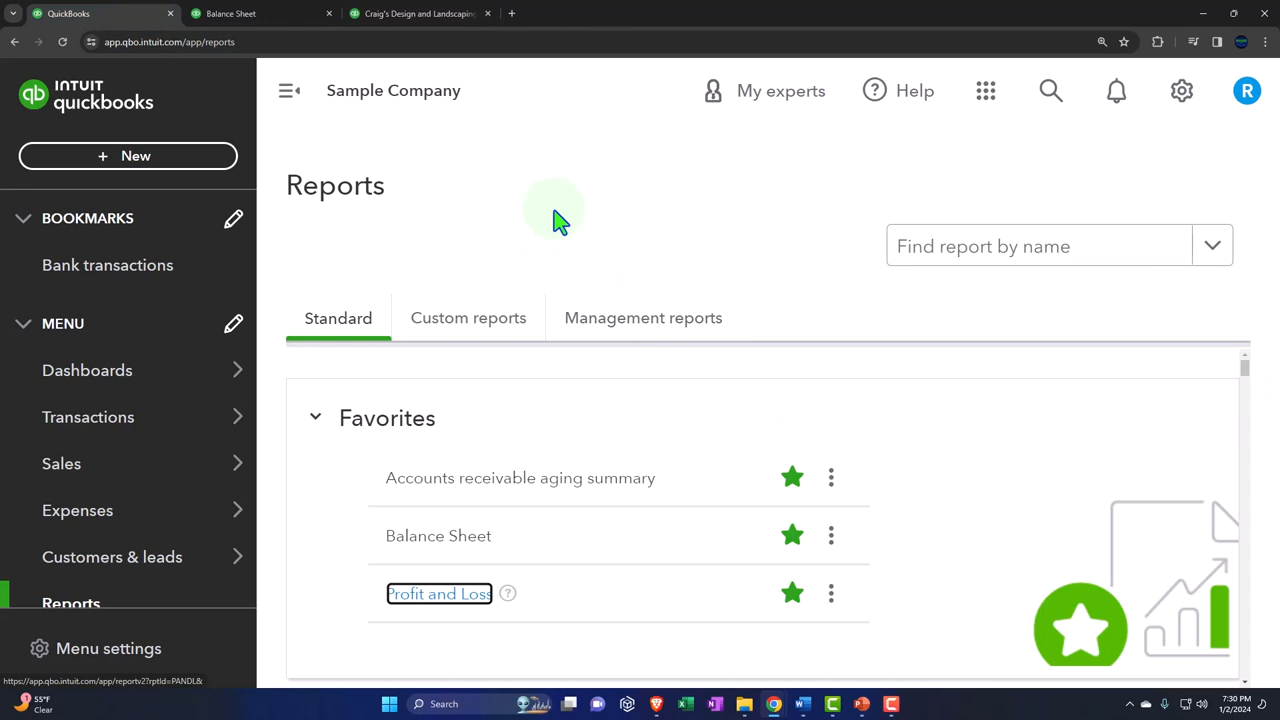 QuickBooks
Balance Sheet
Craig's Design and Landscaping
app.qbo.intuit.com/app/reports
INTUIT
quickbooks
qb
+ New
BOOKMARKS
Bank transactions
MENU
Dashboards
Transactions
Sales
Expenses
Customers & leads
Reports
Menu settings
https://app.qbo.intuit.com/app/reportv2?rptId=PANDL&
Sample Company
My experts
Help
R
Reports
Find report by name
Standard
Custom reports
Management reports
Favorites
Accounts receivable aging summary
Balance Sheet
Profit and Loss
55°F
Clear
Search
7:30 PM
1/2/2024